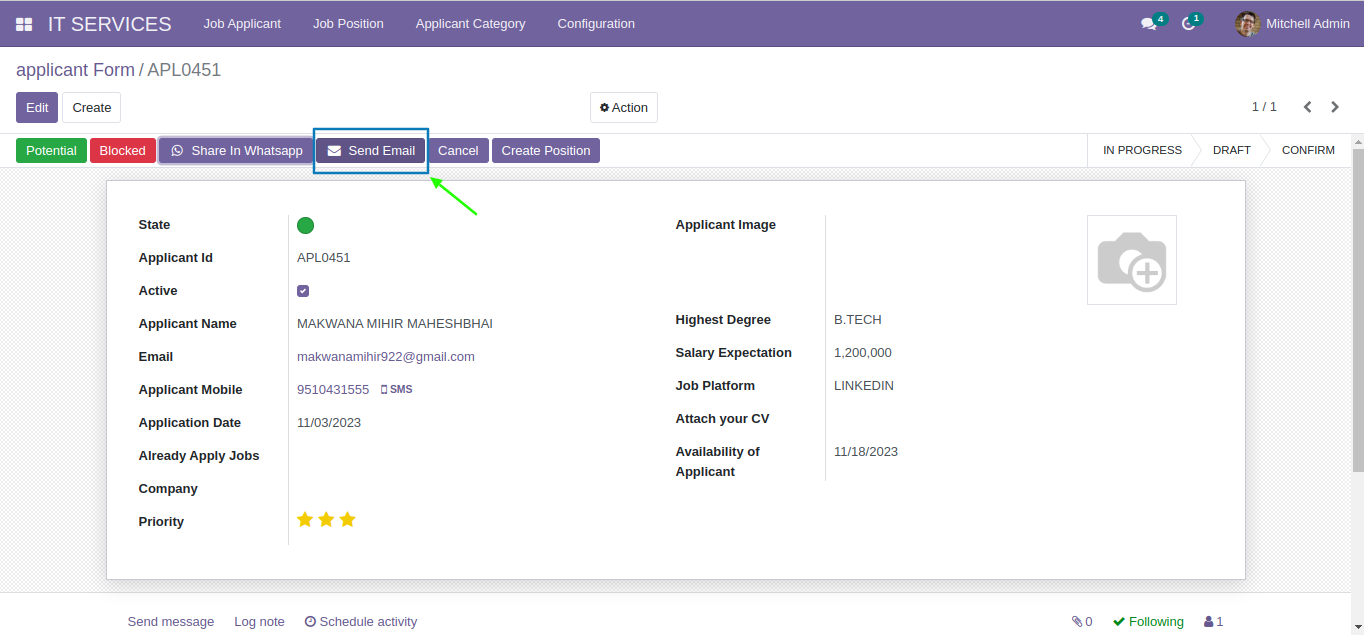 IT SERVICES Job Applicant Job Position Applicant Category Configuration 4 1 Mitchell Admin
applicant Form / APL0451
Edit Create Action 1 / 1
Potential Blocked Share In Whatsapp Send Email Cancel Create Position IN PROGRESS DRAFT CONFIRM
State
Applicant Id APL0451
Active
Applicant Name MAKWANA MIHIR MAHESHBHAI
Email makwanamihir922@gmail.com
Applicant Mobile 9510431555 SMS
Application Date 11/03/2023
Already Apply Jobs
Company
Priority
Applicant Image
Highest Degree B.TECH
Salary Expectation 1,200,000
Job Platform LINKEDIN
Attach your CV
Availability of 11/18/2023
Applicant
Send message Log note Schedule activity 0 Following 1